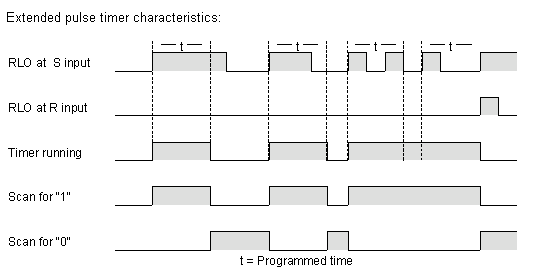 Extended pulse timer characteristics:
t t t t
RLO at S input
RLO at R input
Timer running
Scan for "1"
Scan for "0"
t = Programmed time